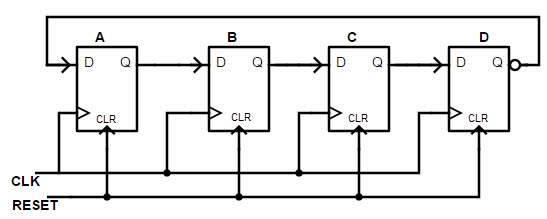 A B C D
D Q D Q D Q D Q
CLR CLR CLR CLR
CLK
RESET